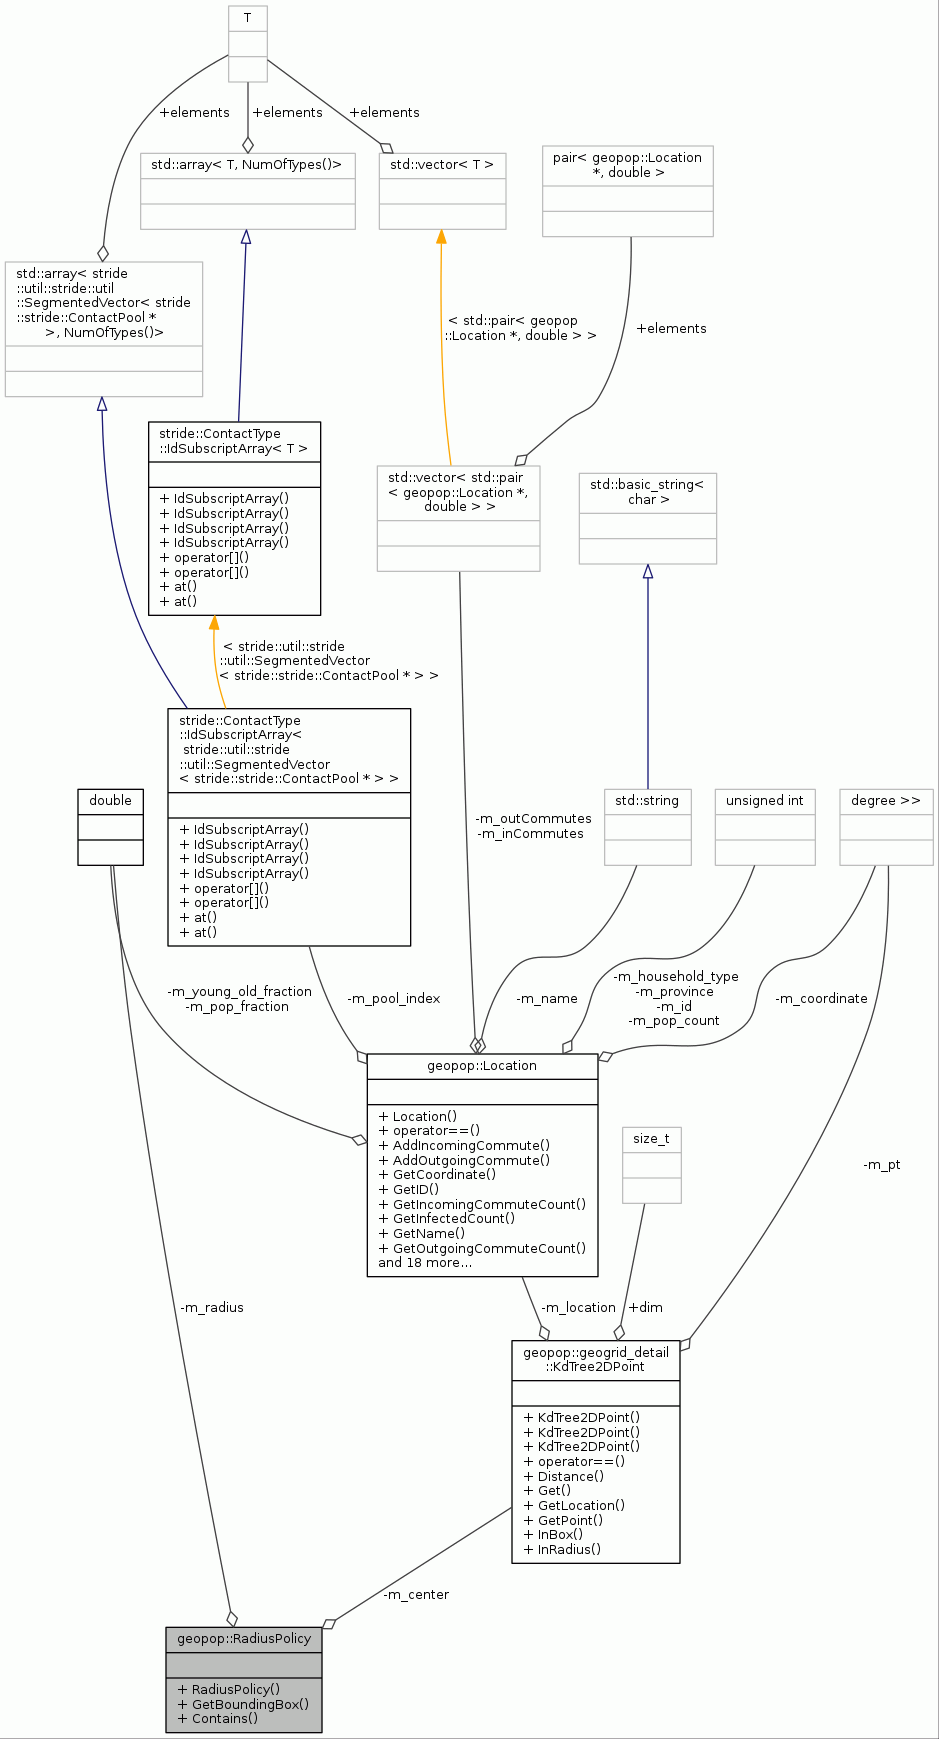 T
+elements
+elements
+elements
std::array< T, NumOfTypes()>
std::vector< T >
pair< geopop::Location
*, double >
std::array< stride
::util::stride::util
::SegmentedVector< stride
::stride::ContactPool *
>, NumOfTypes()>
< std::pair< geopop
::Location *, double > >
+elements
stride::ContactType
::IdSubscriptArray< T >
+ IdSubscriptArray()
+ IdSubscriptArray()
+ IdSubscriptArray()
+ IdSubscriptArray()
+ operator[]()
+ operator[]()
+ at()
+ at()
std::vector< std::pair
< geopop::Location *,
double > >
std::basic_string<
char >
< stride::util::stride
::util::SegmentedVector
< stride::stride::ContactPool * > >
stride::ContactType
::IdSubscriptArray<
stride::util::stride
::util::SegmentedVector
< stride::stride::ContactPool * > >
+ IdSubscriptArray()
+ IdSubscriptArray()
+ IdSubscriptArray()
+ IdSubscriptArray()
+ operator[]()
+ operator[]()
+ at()
+ at()
double
-m_outCommutes
-m_inCommutes
std::string
unsigned int
degree >>
-m_young_old_fraction
-m_pop_fraction
-m_pool_index
-m_name
-m_household_type
-m_province
-m_id
-m_pop_count
-m_coordinate
geopop::Location
+ Location()
+ operator==()
+ AddIncomingCommute()
+ AddOutgoingCommute()
+ GetCoordinate()
+ GetID()
+ GetIncomingCommuteCount()
+ GetInfectedCount()
+ GetName()
+ GetOutgoingCommuteCount()
and 18 more...
size_t
-m_pt
-m_radius
-m_location
+dim
geopop::geogrid_detail
::KdTree2DPoint
+ KdTree2DPoint()
+ KdTree2DPoint()
+ KdTree2DPoint()
+ operator==()
+ Distance()
+ Get()
+ GetLocation()
+ GetPoint()
+ InBox()
+ InRadius()
-m_center
geopop::RadiusPolicy
+ RadiusPolicy()
+ GetBoundingBox()
+ Contains()